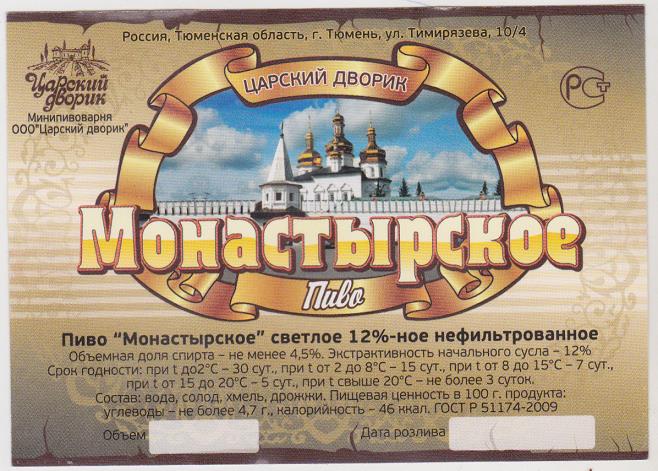 Россия, Тюменская область, г. Тюмень, ул. Тимирязева, 10/4
Царский
дворик
Минипивоварня
ООО"Царский дворик"
ЦАРСКИЙ ДВОРИК
РСТ
Монастырское
Пиво
Пиво “Монастырское” светлое 12%-ное нефильтрованное
Объемная доля спирта – не менее 4,5%. Экстрактивность начального сусла – 12%
Срок годности: при t до2°С – 30 сут., при t от 2 до 8°С – 15 сут., при t от 8 до 15°С – 7 сут.,
при t от 15 до 20°С – 5 сут., при t свыше 20°С – не более 3 суток.
Состав: вода, солод, хмель, дрожжи. Пищевая ценность в 100 г. продукта:
углеводы – не более 4,7 г., калорийность – 46 ккал. ГОСТ Р 51174-2009
Объем
Дата розлива